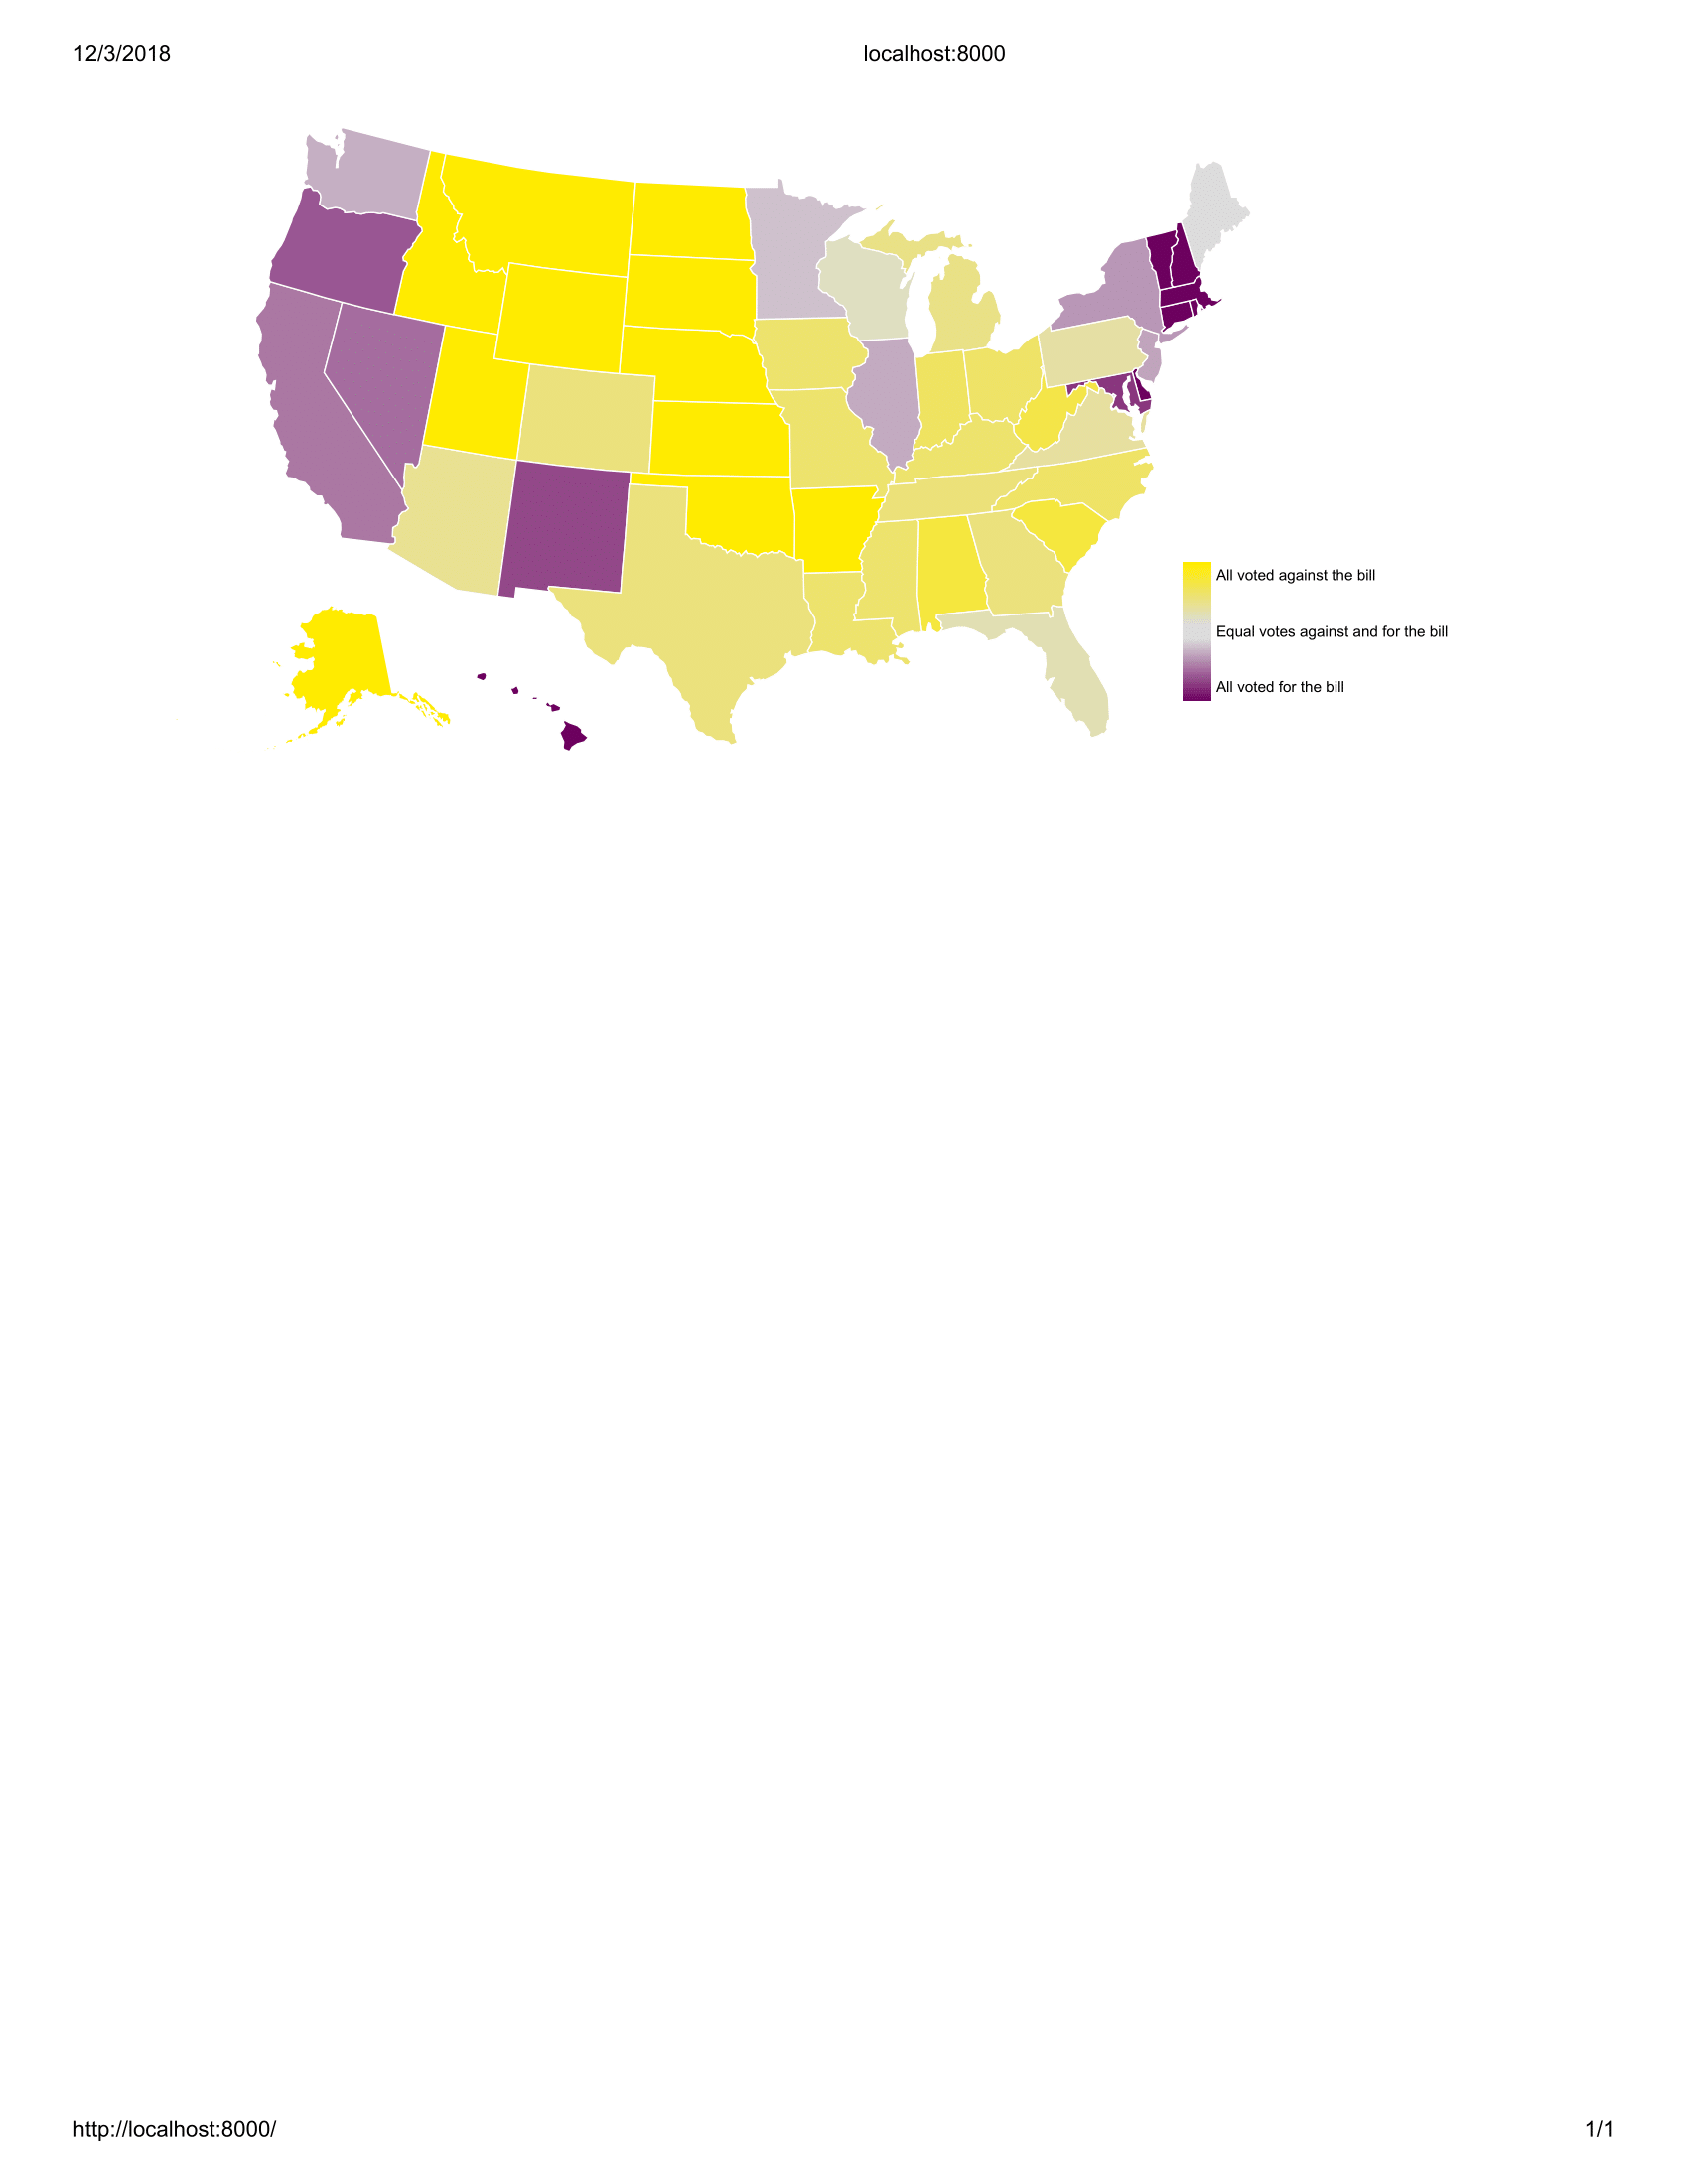 12/3/2018
localhost:8000
All voted against the bill
Equal votes against and for the bill
All voted for the bill
http://localhost:8000/
1/1